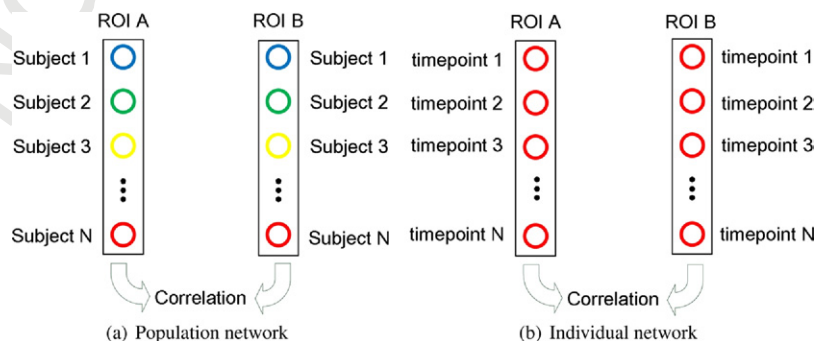 ROI A
ROI B
ROI A
ROI B
Subject 1
Subject 1
timepoint 1
timepoint 1
Subject 2
Subject 2
timepoint 2
timepoint 2
Subject 3
Subject 3
timepoint 3
timepoint 3
Subject N
Subject N
timepoint N
timepoint N
Correlation
Correlation
(a) Population network
(b) Individual network